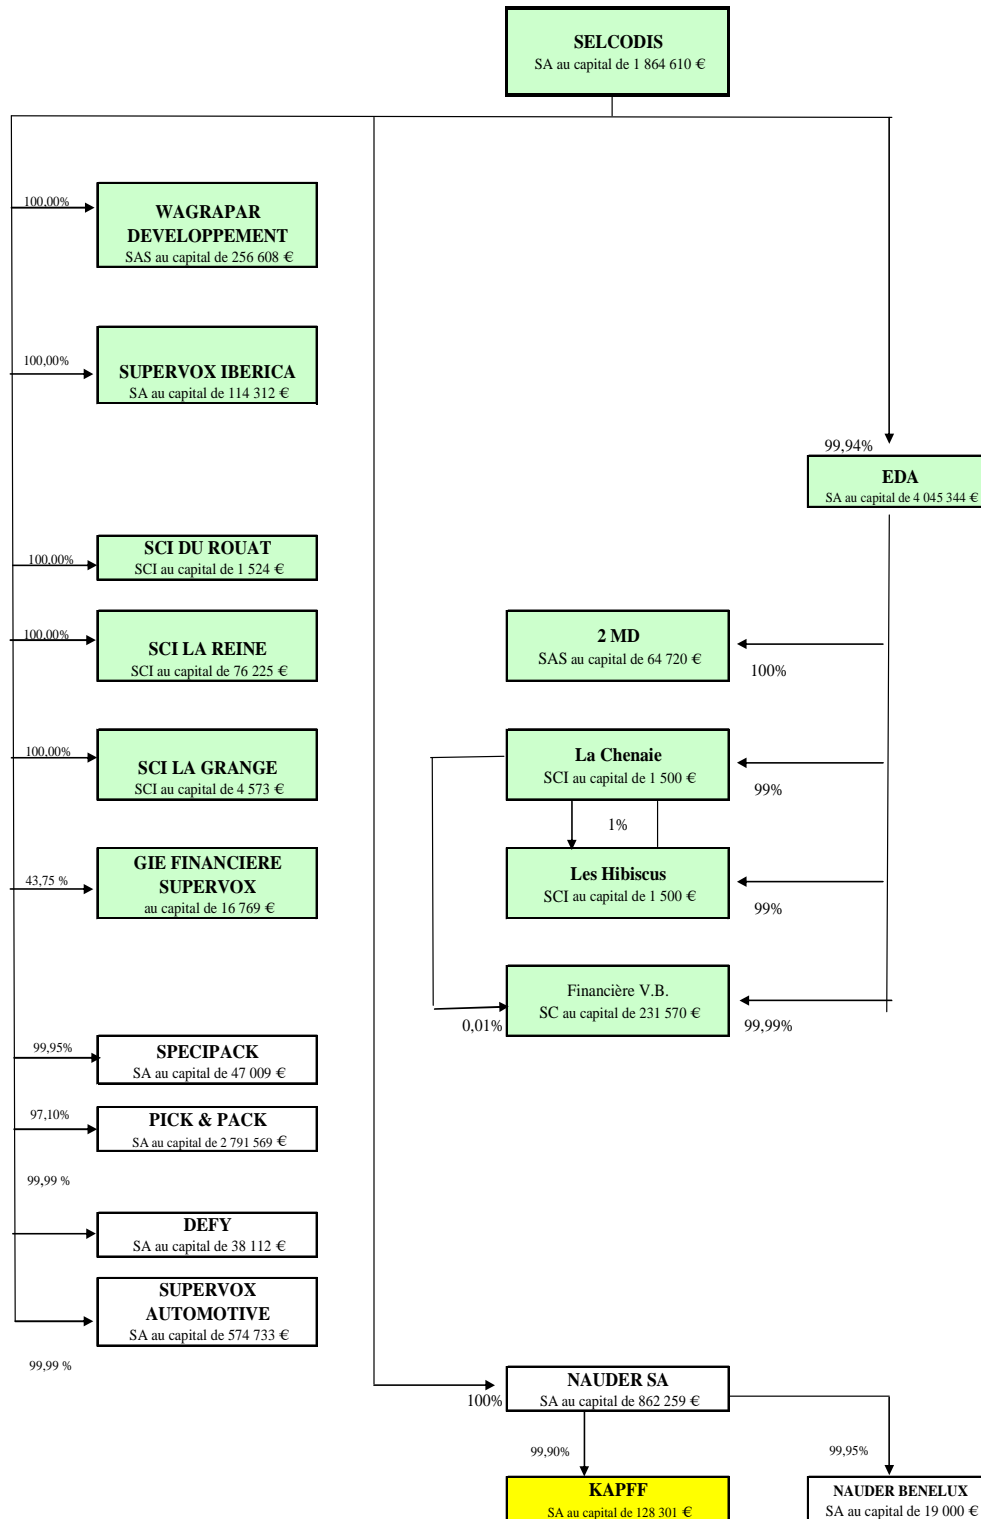 SELCODIS
SA au capital de 1 864 610 €
100,00%
WAGRAPAR
DEVELOPPEMENT
SAS au capital de 256 608 €
100,00%
SUPERVOX IBERICA
SA au capital de 114 312 €
99,94%
EDA
SA au capital de 4 045 344 €
100,00%
SCI DU ROUAT
SCI au capital de 1 524 €
100,00%
SCI LA REINE
SCI au capital de 76 225 €
2 MD
SAS au capital de 64 720 €
100%
100,00%
SCI LA GRANGE
SCI au capital de 4 573 €
La Chenaie
SCI au capital de 1 500 €
99%
1%
43,75 %
GIE FINANCIERE
SUPERVOX
au capital de 16 769 €
Les Hibiscus
SCI au capital de 1 500 €
99%
Financière V.B.
SC au capital de 231 570 €
0,01%
99,99%
99,95%
SPECIPACK
SA au capital de 47 009 €
97,10%
PICK & PACK
SA au capital de 2 791 569 €
99,99 %
DEFY
SA au capital de 38 112 €
SUPERVOX
AUTOMOTIVE
SA au capital de 574 733 €
99,99 %
100%
NAUDER SA
SA au capital de 862 259 €
99,90%
99,95%
KAPFF
SA au capital de 128 301 €
NAUDER BENELUX
SA au capital de 19 000 €